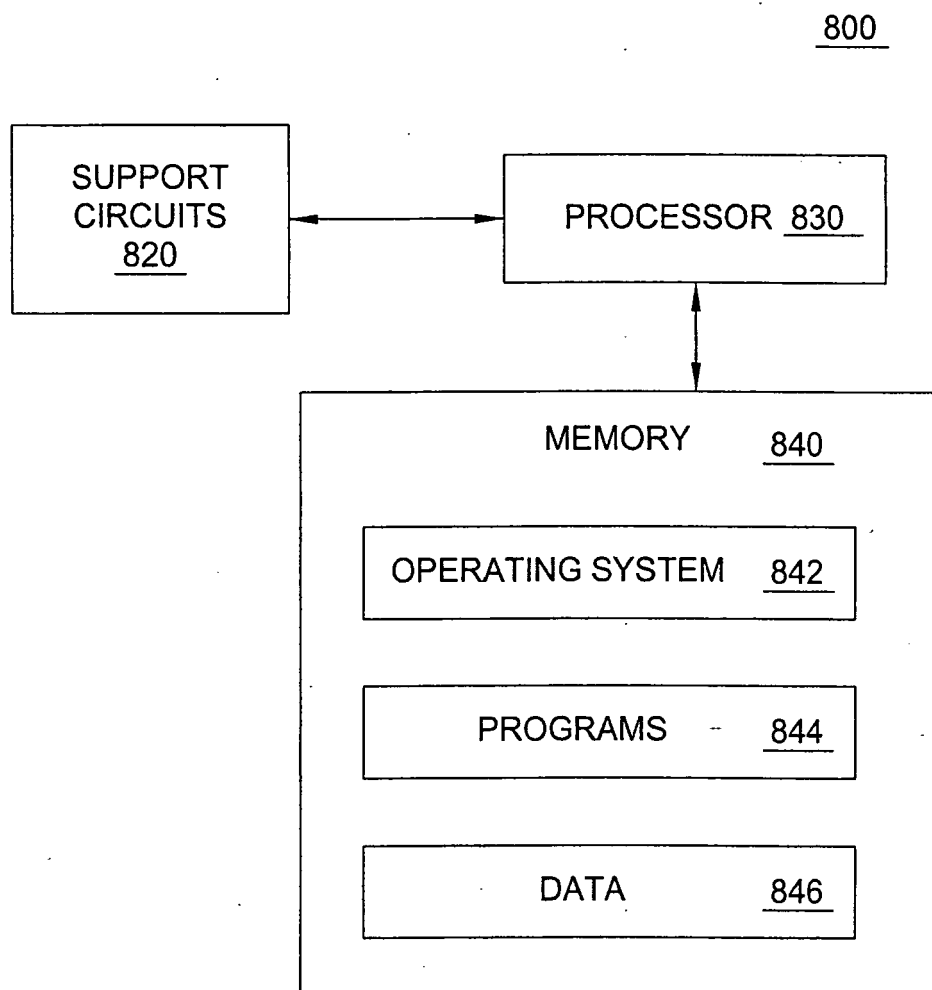 800
SUPPORT
CIRCUITS
820
PROCESSOR 830
MEMORY 840
OPERATING SYSTEM 842
PROGRAMS 844
DATA 846